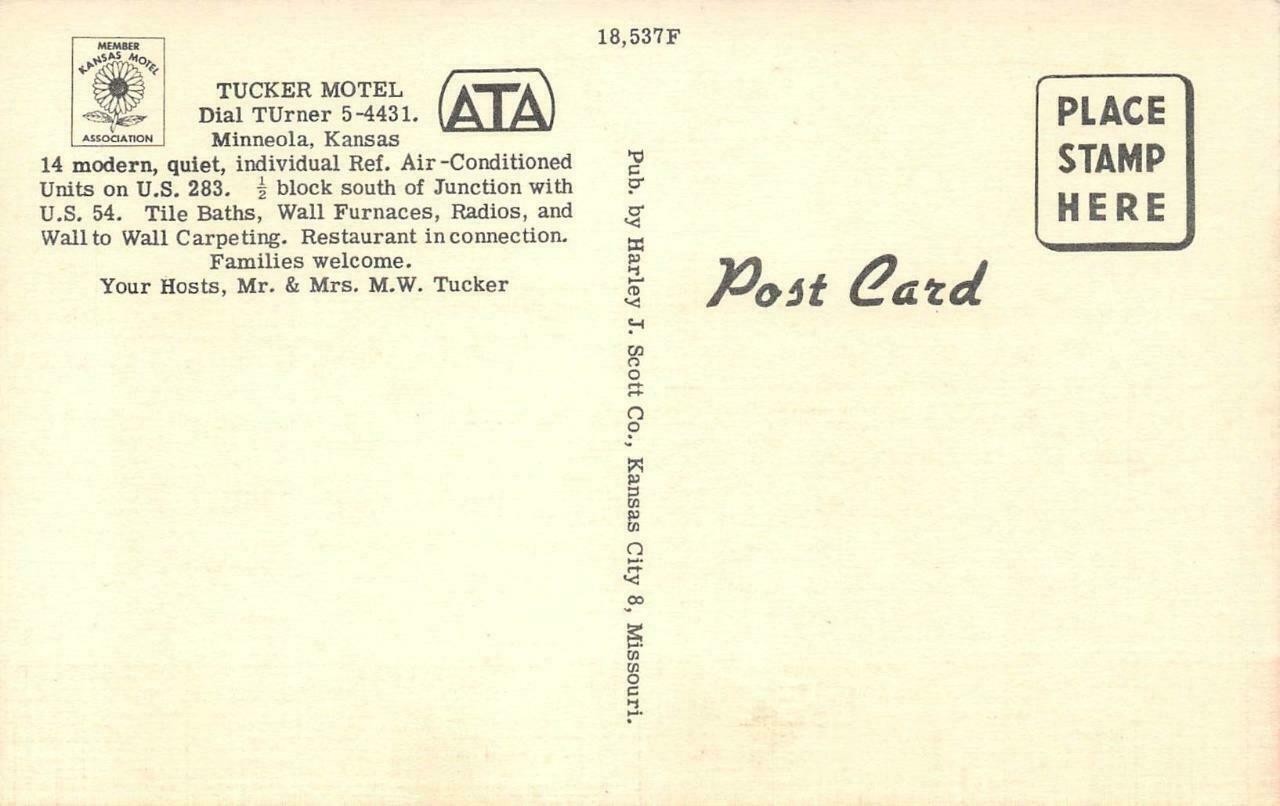 18,537F
MEMBER
KANSAS MOTEL
ASSOCIATION
TUCKER MOTEL
Dial TUrner 5-4431.
Minneola, Kansas
ATA
14 modern, quiet, individual Ref. Air-Conditioned
Units on U.S. 283. ½ block south of Junction with
U.S. 54. Tile Baths, Wall Furnaces, Radios, and
Wall to Wall Carpeting. Restaurant in connection.
Families welcome.
Your Hosts, Mr. & Mrs. M.W. Tucker
Pub. by Harley J. Scott Co., Kansas City 8, Missouri.
PLACE
STAMP
HERE
Post Card